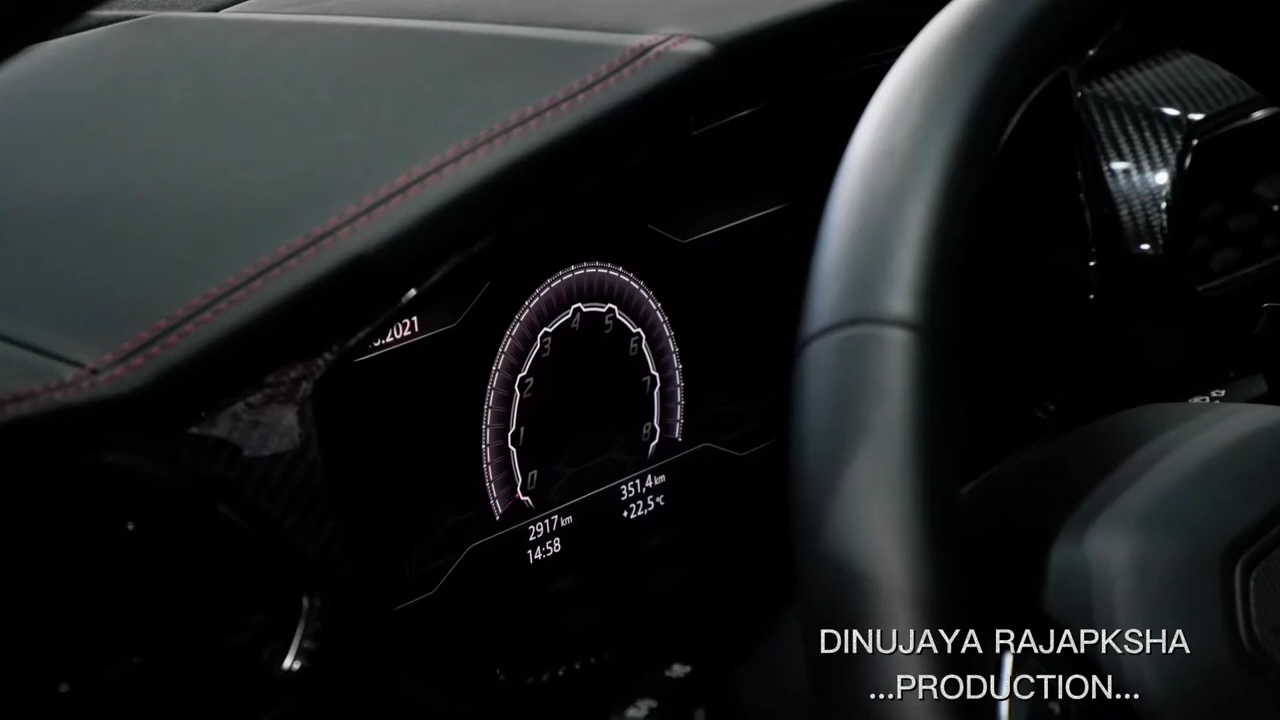 .2021
4 5
3 6
2 7
1 8
0
351,4 km
2917 km +22,5 °C
14:58
DINUJAYA RAJAPKSHA
...PRODUCTION...